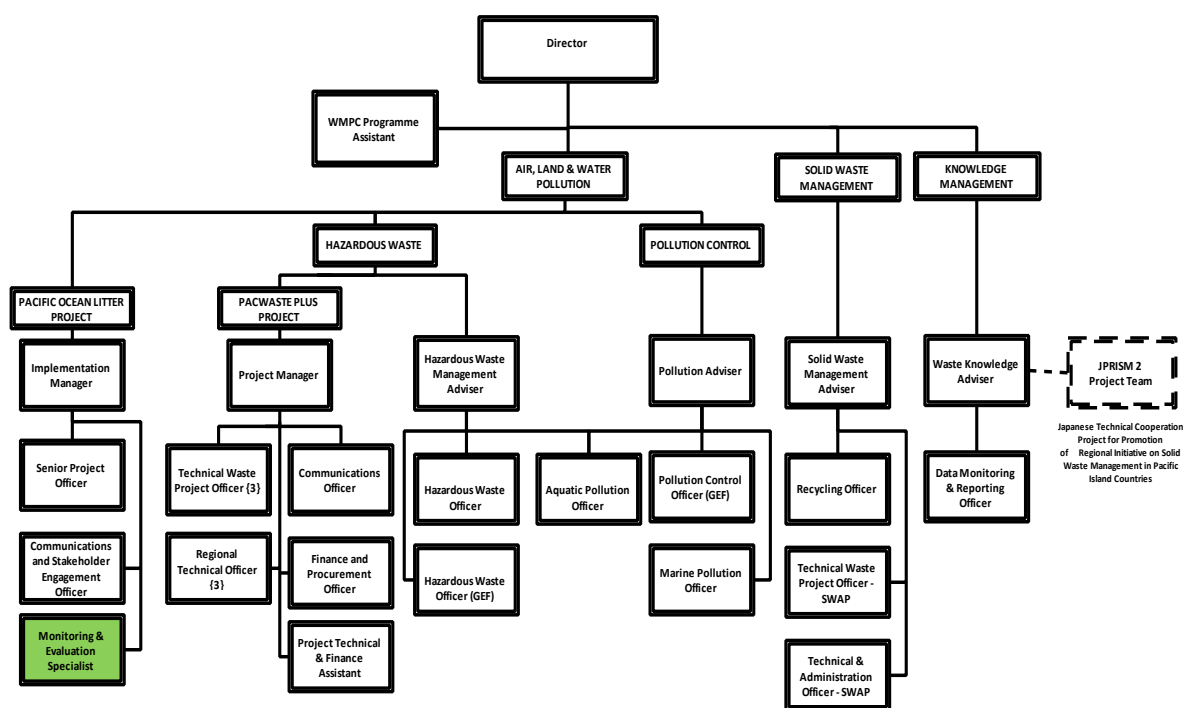 Director
WMPC Programme
Assistant
AIR, LAND & WATER
POLLUTION
SOLID WASTE
MANAGEMENT
KNOWLEDGE
MANAGEMENT
HAZARDOUS WASTE
POLLUTION CONTROL
PACIFIC OCEAN LITTER
PROJECT
PACWASTE PLUS
PROJECT
Implementation
Manager
Project Manager
Hazardous Waste
Management
Adviser
Pollution Adviser
Solid Waste
Management
Adviser
Waste Knowledge
Adviser
JPRISM 2
Project Team
Japanese Technical Cooperation
Project for Promotion
of Regional Initiative on Solid
Waste Management in Pacific
Island Countries
Senior Project
Officer
Technical Waste
Project Officer {3}
Communications
Officer
Hazardous Waste
Officer
Aquatic Pollution
Officer
Pollution Control
Officer (GEF)
Recycling Officer
Data Monitoring
& Reporting
Officer
Communications
and Stakeholder
Engagement
Officer
Regional
Technical Officer
{3}
Finance and
Procurement
Officer
Hazardous Waste
Officer (GEF)
Marine Pollution
Officer
Technical Waste
Project Officer -
SWAP
Monitoring &
Evaluation
Specialist
Project Technical
& Finance
Assistant
Technical &
Administration
Officer - SWAP